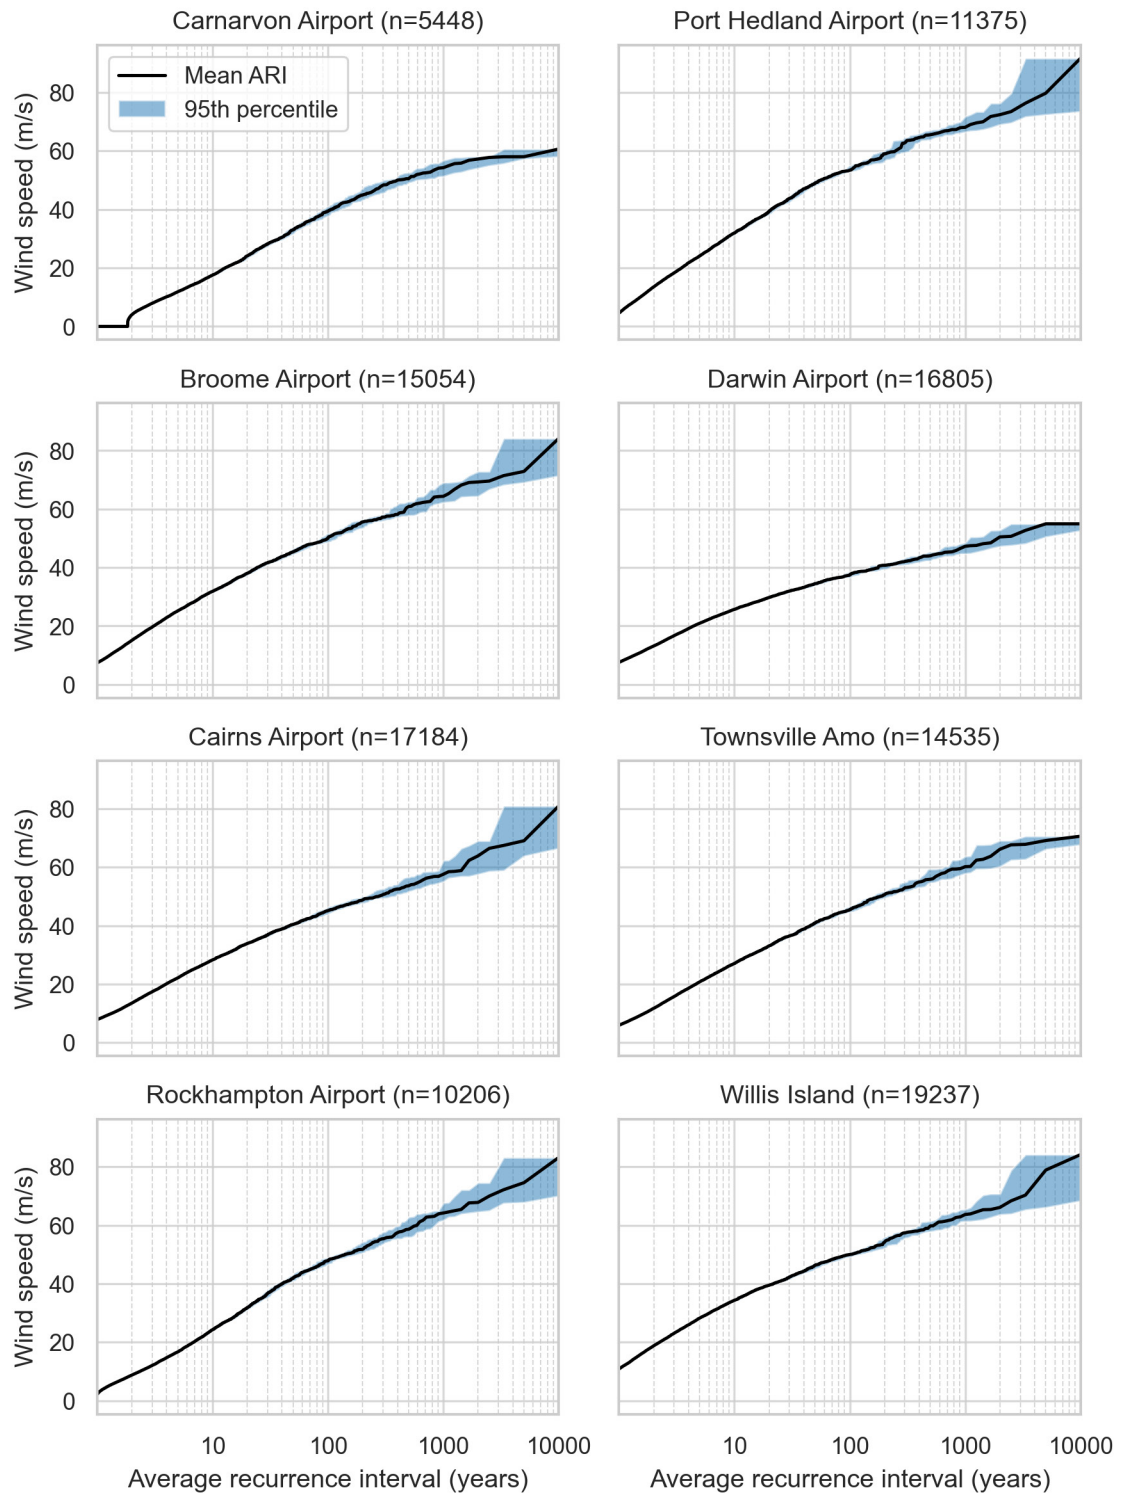 Carnarvon Airport (n=5448)
Port Hedland Airport (n=11375)
Mean ARI
95th percentile
Wind speed (m/s)
80
60
40
20
0
Broome Airport (n=15054)
Darwin Airport (n=16805)
Wind speed (m/s)
80
60
40
20
0
Cairns Airport (n=17184)
Townsville Amo (n=14535)
Wind speed (m/s)
80
60
40
20
0
Rockhampton Airport (n=10206)
Willis Island (n=19237)
Wind speed (m/s)
80
60
40
20
0
10 100 1000 10000
10 100 1000 10000
Average recurrence interval (years)
Average recurrence interval (years)